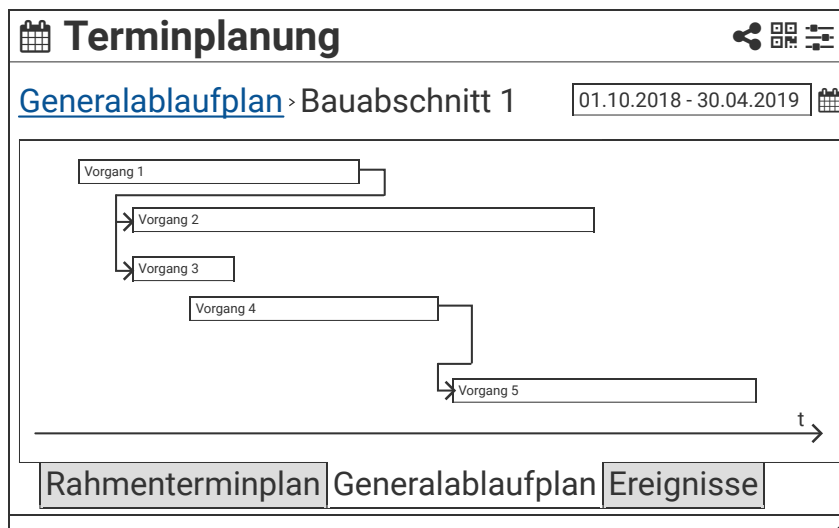 Terminplanung
Generalablaufplan › Bauabschnitt 1 01.10.2018 - 30.04.2019
Vorgang 1
Vorgang 2
Vorgang 3
Vorgang 4
Vorgang 5
t
Rahmenterminplan Generalablaufplan Ereignisse